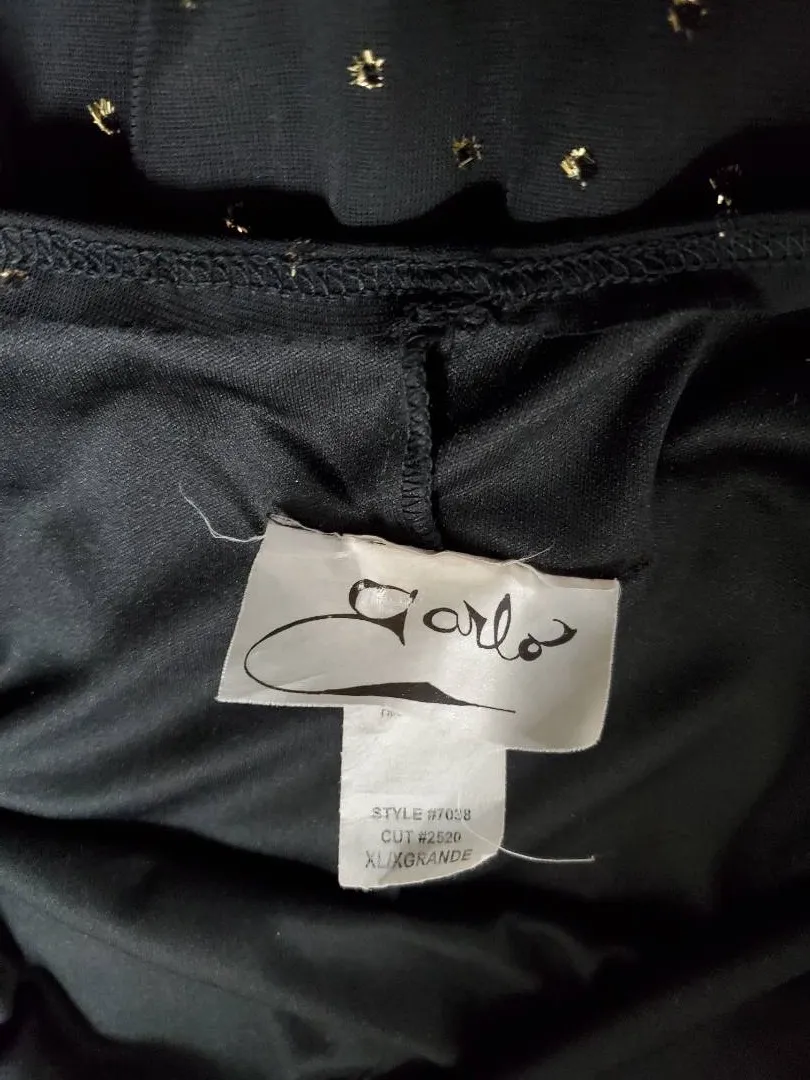 Carlo
STYLE #7038
CUT #2520
XL/XGRANDE